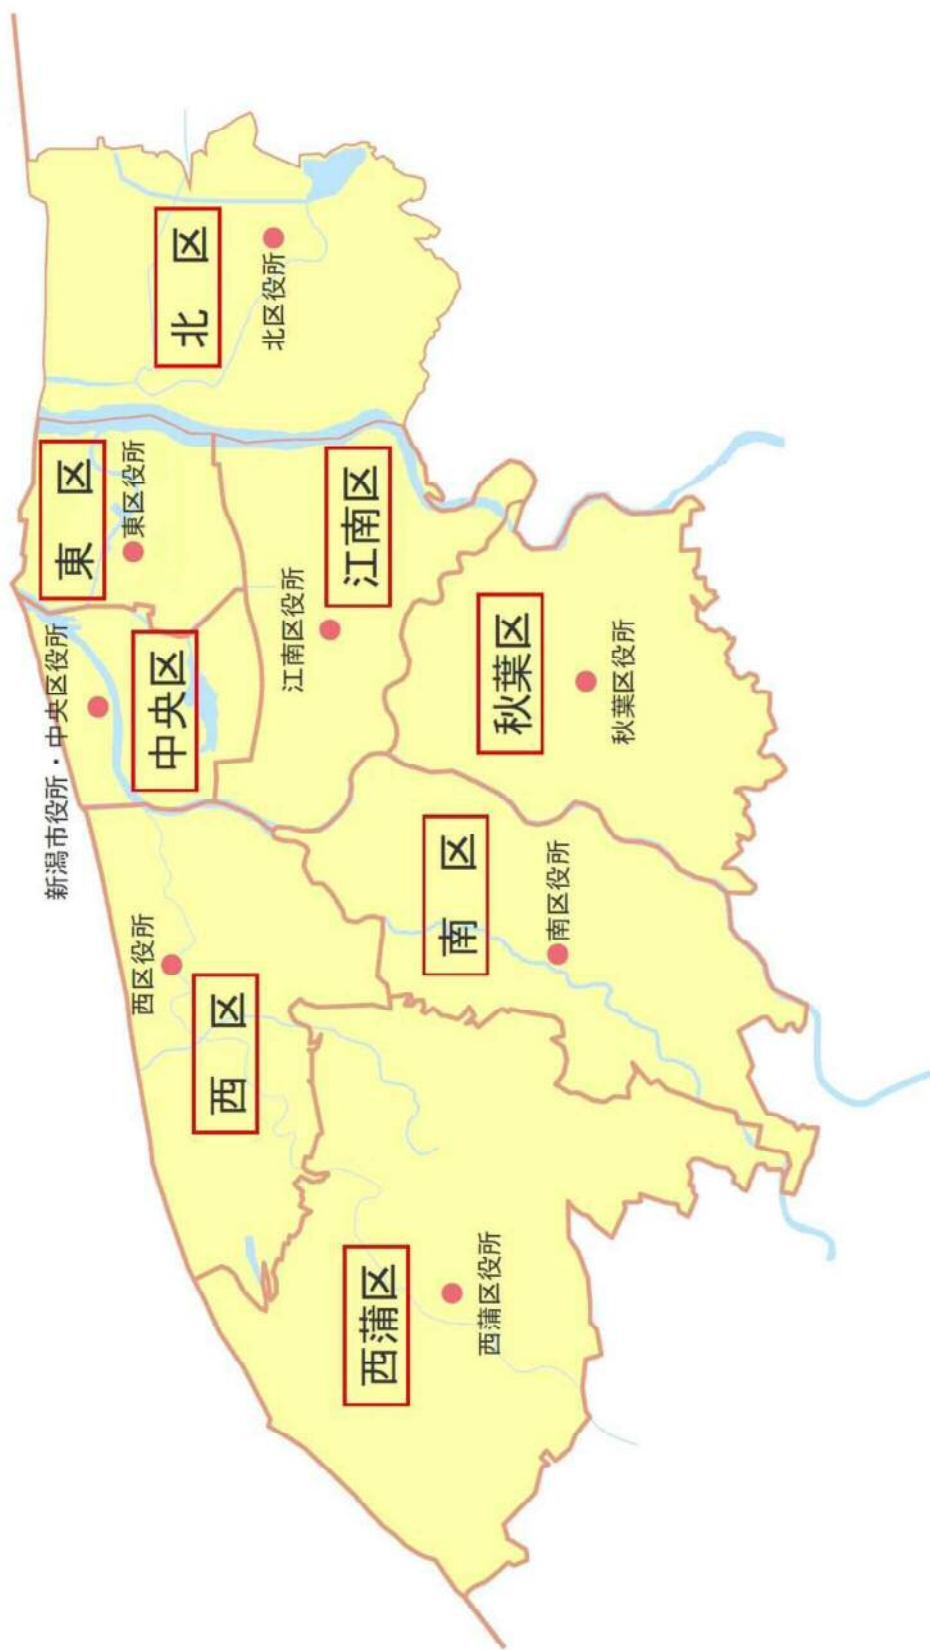 北　区
北区役所
東　区
東区役所
新潟市役所・中央区役所
中央区
江南区
江南区役所
秋葉区
秋葉区役所
南　区
南区役所
西区役所
西　区
西蒲区
西蒲区役所